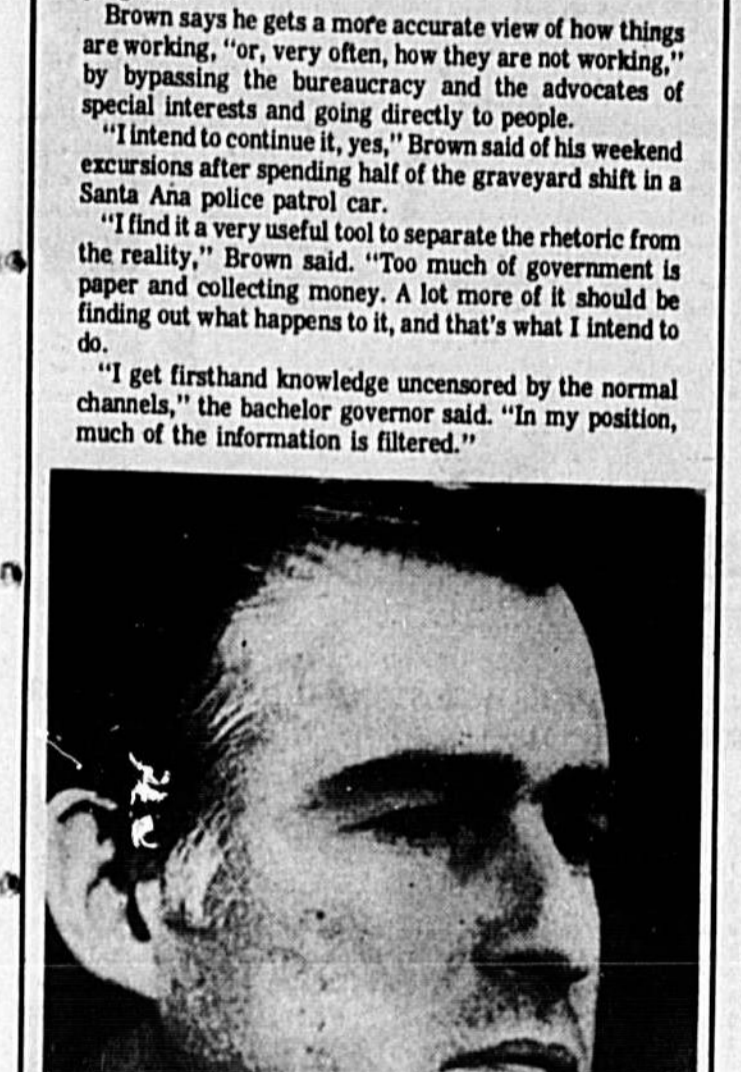 Brown says he gets a more accurate view of how things
are working, “or, very often, how they are not working,”
by bypassing the bureaucracy and the advocates of
special interests and going directly to people.
“I intend to continue it, yes,” Brown said of his weekend
excursions after spending half of the graveyard shift in a
Santa Ana police patrol car.
“I find it a very useful tool to separate the rhetoric from
the reality,” Brown said. “Too much of government is
paper and collecting money. A lot more of it should be
finding out what happens to it, and that's what I intend to
do.
“I get firsthand knowledge uncensored by the normal
channels,” the bachelor governor said. “In my position,
much of the information is filtered.”